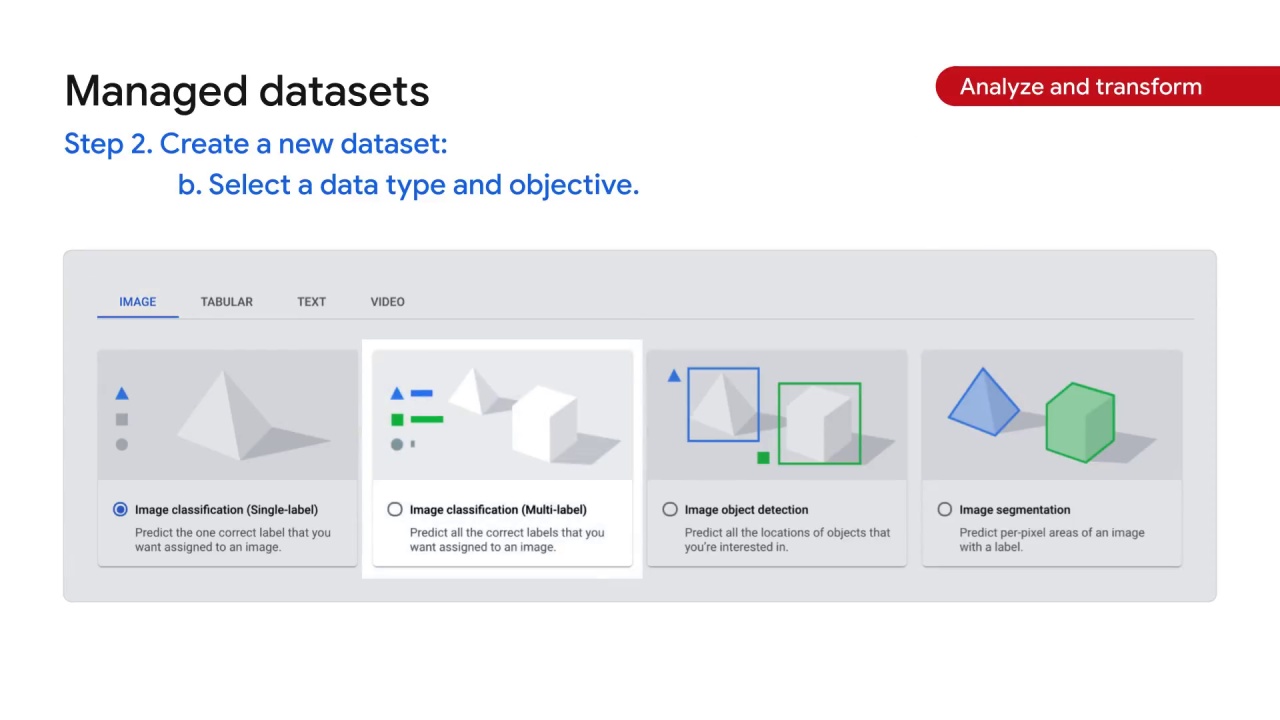 Managed datasets
Analyze and transform
Step 2. Create a new dataset:
b. Select a data type and objective.
IMAGE
TABULAR
TEXT
VIDEO
Image classification (Single-label)
Predict the one correct label that you
want assigned to an image.
Image classification (Multi-label)
Predict all the correct labels that you
want assigned to an image.
Image object detection
Predict all the locations of objects that
you're interested in.
Image segmentation
Predict per-pixel areas of an image
with a label.